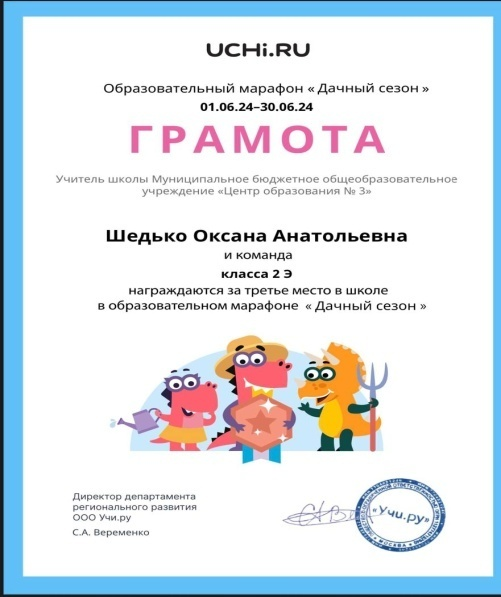 UCHi.RU
Образовательный марафон « Дачный сезон »
01.06.24–30.06.24
ГРАМОТА
Учитель школы Муниципальное бюджетное общеобразовательное
учреждение «Центр образования № 3»
Шедько Оксана Анатольевна
и команда
класса 2 Э
награждаются за третье место в школе
в образовательном марафоне « Дачный сезон »
Директор департамента
регионального развития
ООО Учи.ру
С.А. Веременко
«Учи.ру»
МОСКВА